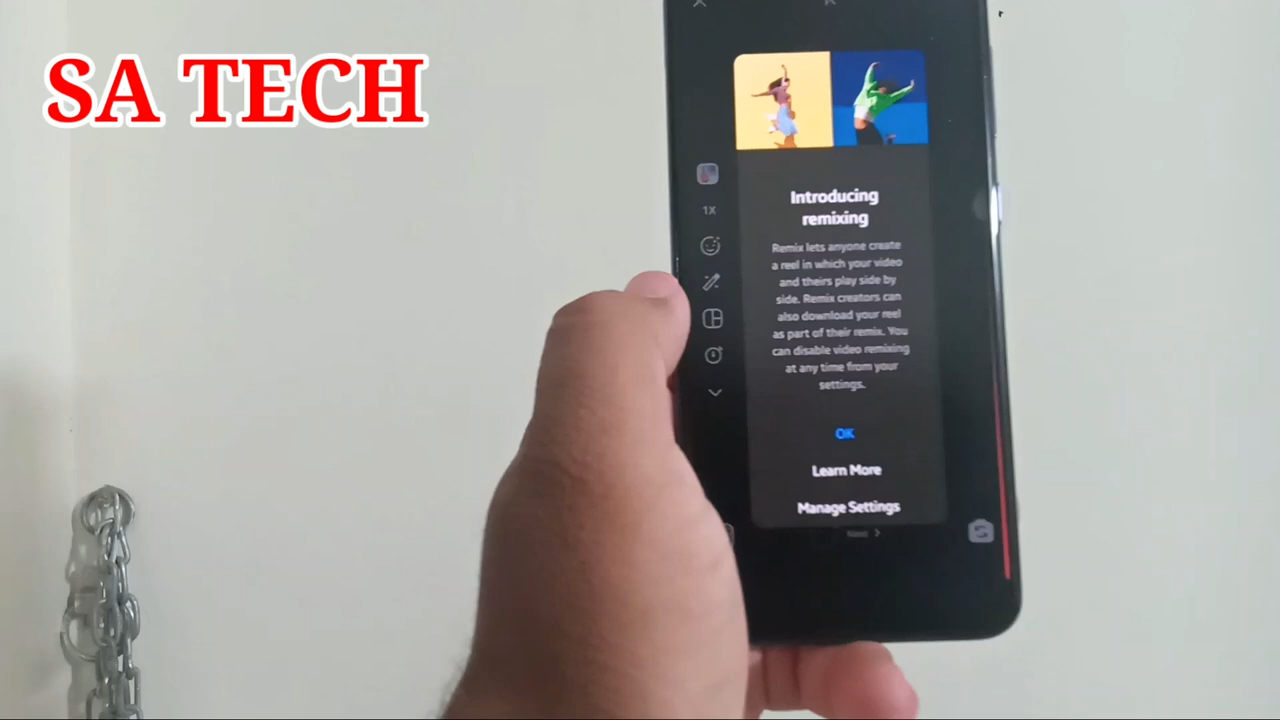 SA TECH
1X
Introducing
remixing
Remix lets anyone create
a reel in which your video
and theirs play side by
side. Remix creators can
also download your reel
as part of their remix. You
can disable video remixing
at any time from your
settings.
OK
Learn More
Manage Settings
Next